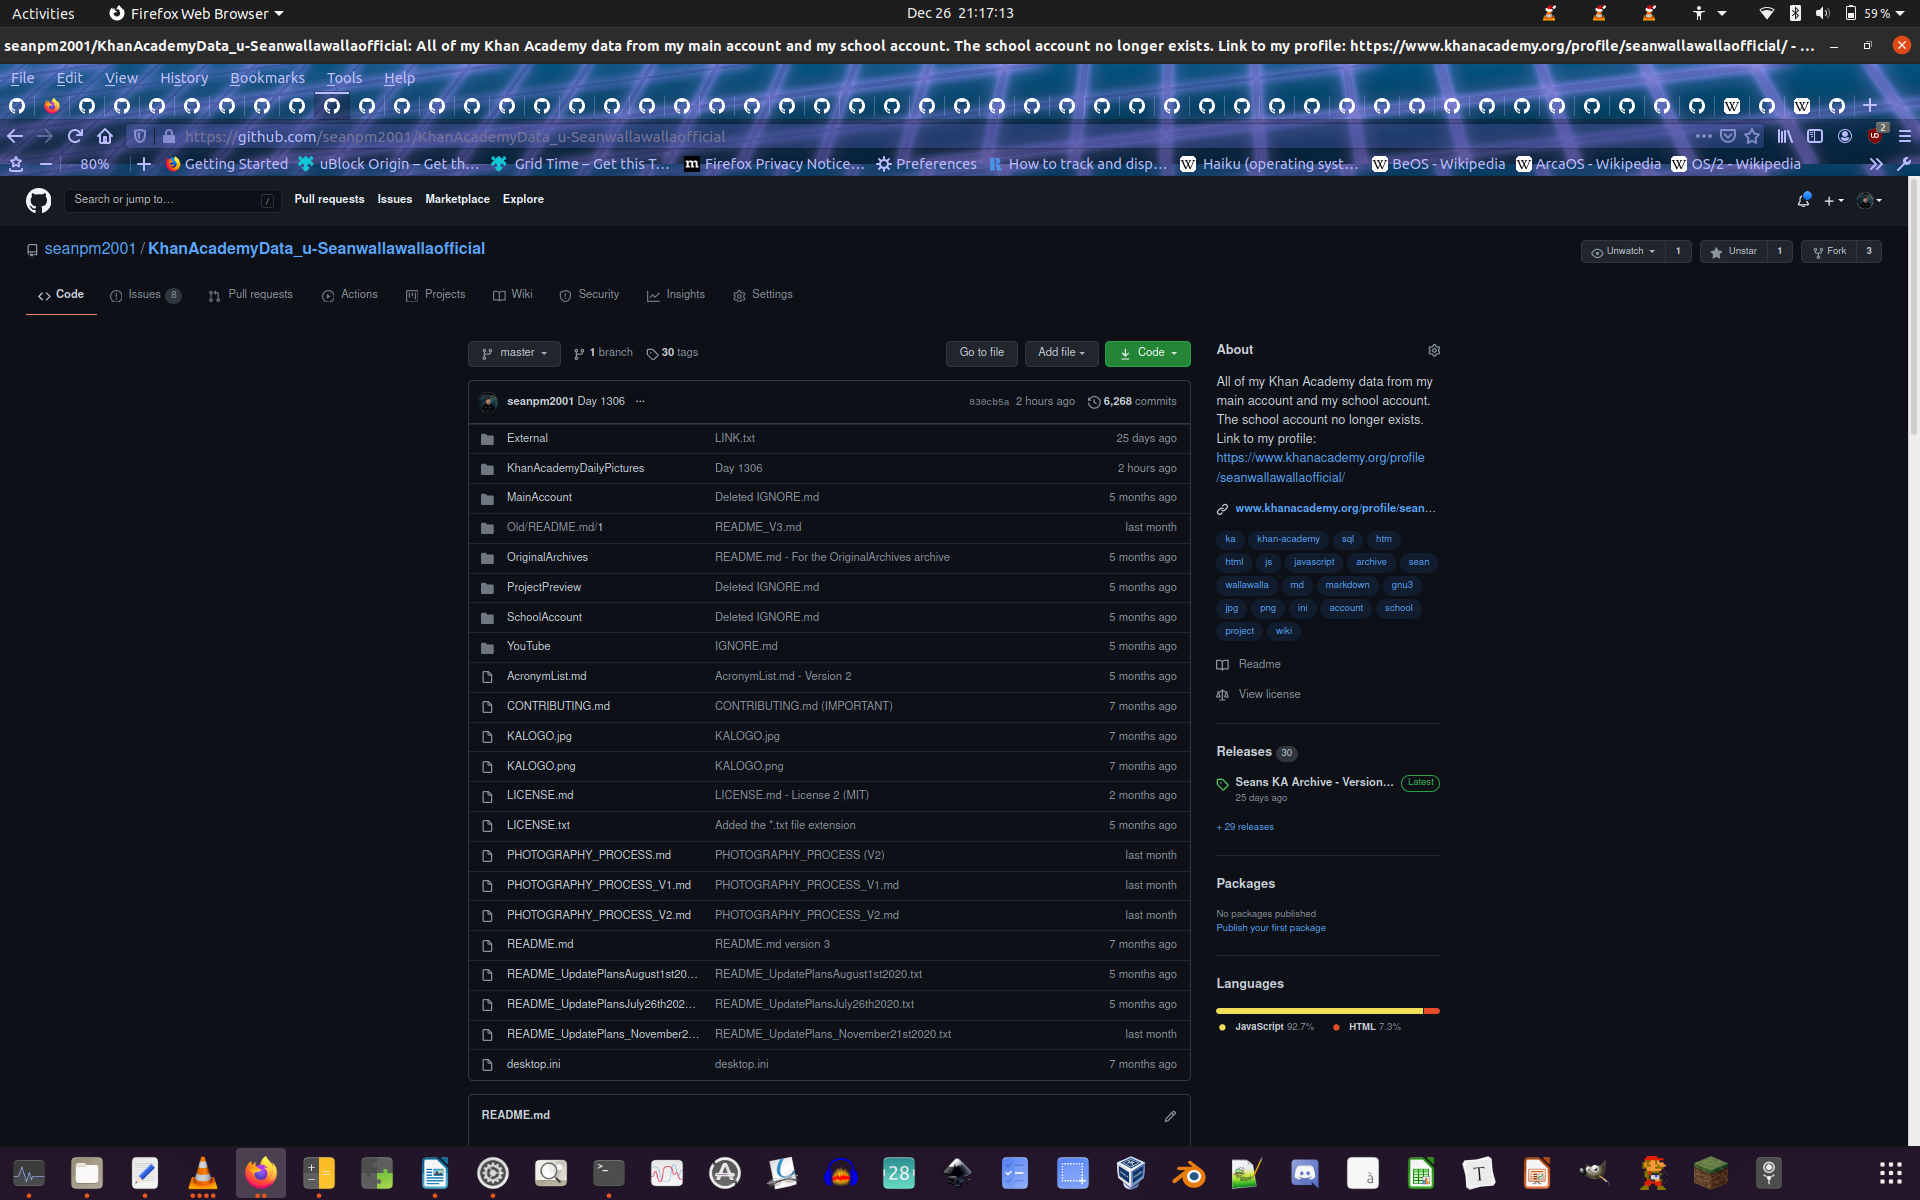 Activities Firefox Web Browser Dec 26 21:17:13 59 %
seanpm2001/KhanAcademyData_u-Seanwallawallaofficial: All of my Khan Academy data from my main account and my school account. The school account no longer exists. Link to my profile: https://www.khanacademy.org/profile/seanwallawallaofficial/ - ...
File Edit View History Bookmarks Tools Help
https://github.com/seanpm2001/KhanAcademyData_u-Seanwallawallaofficial 2
80% Getting Started uBlock Origin – Get th… Grid Time – Get this T… Firefox Privacy Notice… Preferences How to track and disp… Haiku (operating syst… BeOS - Wikipedia ArcaOS - Wikipedia OS/2 - Wikipedia
Search or jump to… / Pull requests Issues Marketplace Explore
seanpm2001 / KhanAcademyData_u-Seanwallawallaofficial Unwatch 1 Unstar 1 Fork 3
Code Issues 8 Pull requests Actions Projects Wiki Security Insights Settings
master 1 branch 30 tags Go to file Add file Code
seanpm2001 Day 1306 ... 830cb5a 2 hours ago 6,268 commits
External LINK.txt 25 days ago
KhanAcademyDailyPictures Day 1306 2 hours ago
MainAccount Deleted IGNORE.md 5 months ago
Old/README.md/1 README_V3.md last month
OriginalArchives README.md - For the OriginalArchives archive 5 months ago
ProjectPreview Deleted IGNORE.md 5 months ago
SchoolAccount Deleted IGNORE.md 5 months ago
YouTube IGNORE.md 5 months ago
AcronymList.md AcronymList.md - Version 2 5 months ago
CONTRIBUTING.md CONTRIBUTING.md (IMPORTANT) 7 months ago
KALOGO.jpg KALOGO.jpg 7 months ago
KALOGO.png KALOGO.png 7 months ago
LICENSE.md LICENSE.md - License 2 (MIT) 2 months ago
LICENSE.txt Added the *.txt file extension 5 months ago
PHOTOGRAPHY_PROCESS.md PHOTOGRAPHY_PROCESS (V2) last month
PHOTOGRAPHY_PROCESS_V1.md PHOTOGRAPHY_PROCESS_V1.md last month
PHOTOGRAPHY_PROCESS_V2.md PHOTOGRAPHY_PROCESS_V2.md last month
README.md README.md version 3 7 months ago
README_UpdatePlansAugust1st20… README_UpdatePlansAugust1st2020.txt 5 months ago
README_UpdatePlansJuly26th202… README_UpdatePlansJuly26th2020.txt 5 months ago
README_UpdatePlans_November2… README_UpdatePlans_November21st2020.txt last month
desktop.ini desktop.ini 7 months ago
README.md
About
All of my Khan Academy data from my
main account and my school account.
The school account no longer exists.
Link to my profile:
https://www.khanacademy.org/profile
/seanwallawallaofficial/
www.khanacademy.org/profile/sean…
ka khan-academy sql htm
html js javascript archive sean
wallawalla md markdown gnu3
jpg png ini account school
project wiki
Readme
View license
Releases 30
Seans KA Archive - Version… Latest
25 days ago
+ 29 releases
Packages
No packages published
Publish your first package
Languages
JavaScript 92.7% HTML 7.3%
28